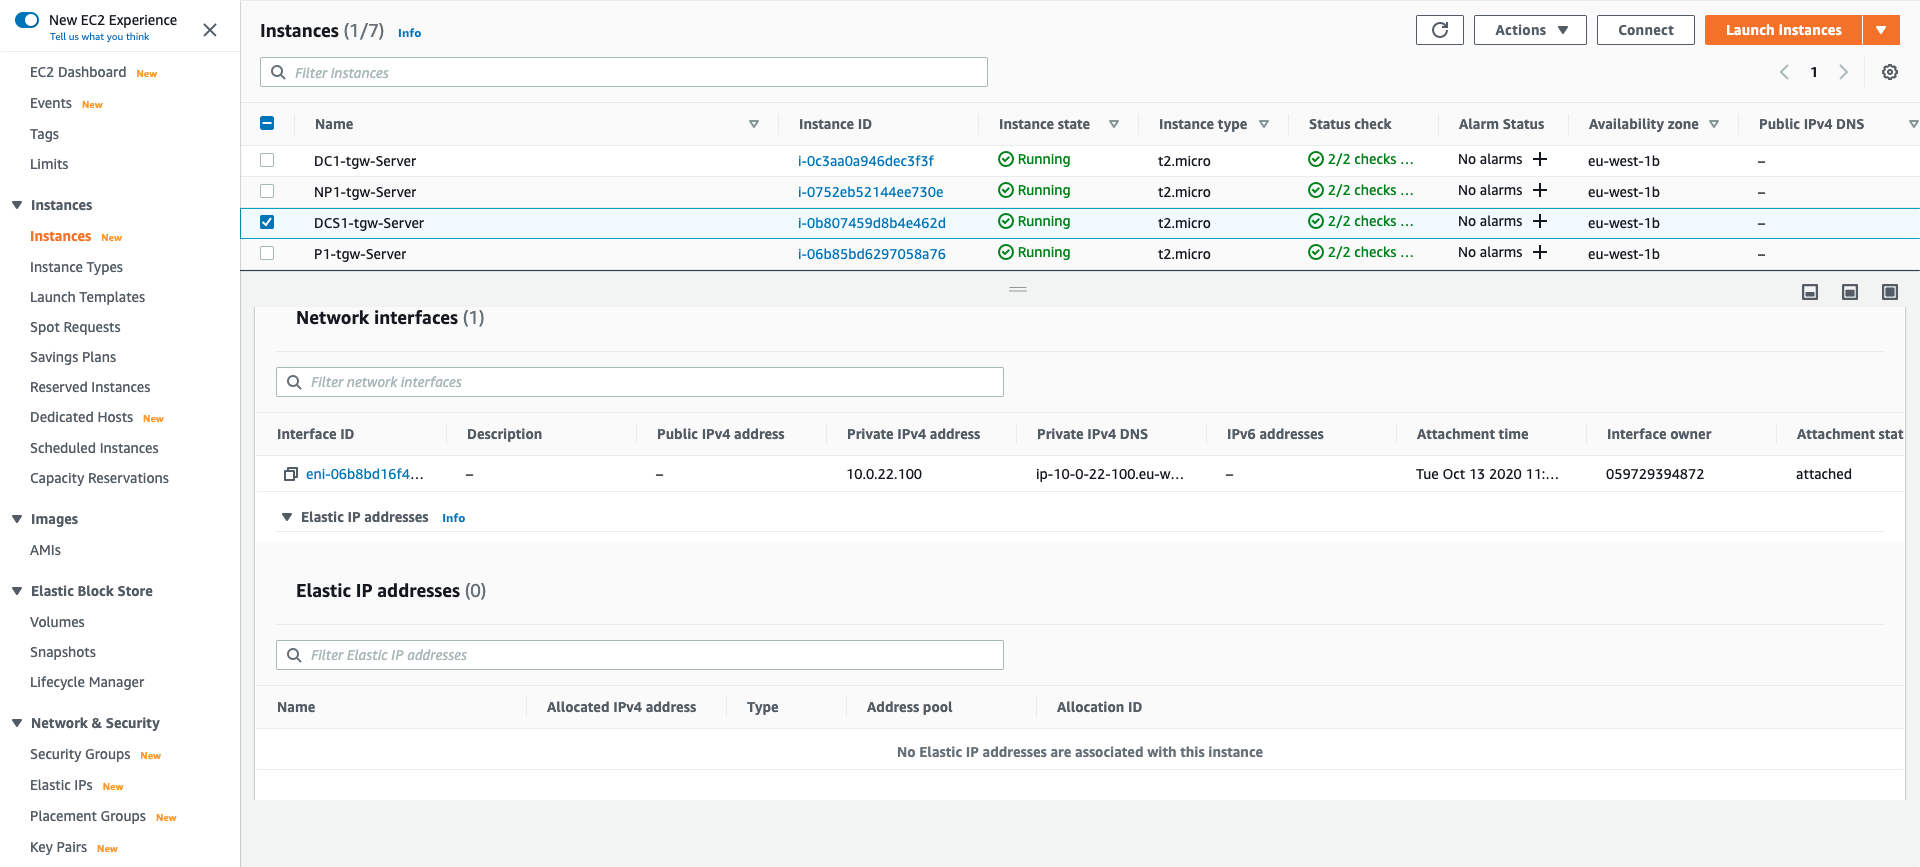 New EC2 Experience
Tell us what you think
EC2 Dashboard New
Events New
Tags
Limits
Instances
Instances New
Instance Types
Launch Templates
Spot Requests
Savings Plans
Reserved Instances
Dedicated Hosts New
Scheduled Instances
Capacity Reservations
Images
AMIs
Elastic Block Store
Volumes
Snapshots
Lifecycle Manager
Network & Security
Security Groups New
Elastic IPs New
Placement Groups New
Key Pairs New
Instances (1/7) Info
Actions Connect Launch Instances
Filter instances
1
Name Instance ID Instance state Instance type Status check Alarm Status Availability zone Public IPv4 DNS
DC1-tgw-Server i-0c3aa0a946dec3f3f Running t2.micro 2/2 checks … No alarms + eu-west-1b –
NP1-tgw-Server i-0752eb52144ee730e Running t2.micro 2/2 checks … No alarms + eu-west-1b –
DCS1-tgw-Server i-0b807459d8b4e462d Running t2.micro 2/2 checks … No alarms + eu-west-1b –
P1-tgw-Server i-06b85bd6297058a76 Running t2.micro 2/2 checks … No alarms + eu-west-1b –
Network interfaces (1)
Filter network interfaces
Interface ID Description Public IPv4 address Private IPv4 address Private IPv4 DNS IPv6 addresses Attachment time Interface owner Attachment stat
eni-06b8bd16f4… – – 10.0.22.100 ip-10-0-22-100.eu-w… – Tue Oct 13 2020 11:… 059729394872 attached
Elastic IP addresses Info
Elastic IP addresses (0)
Filter Elastic IP addresses
Name Allocated IPv4 address Type Address pool Allocation ID
No Elastic IP addresses are associated with this instance